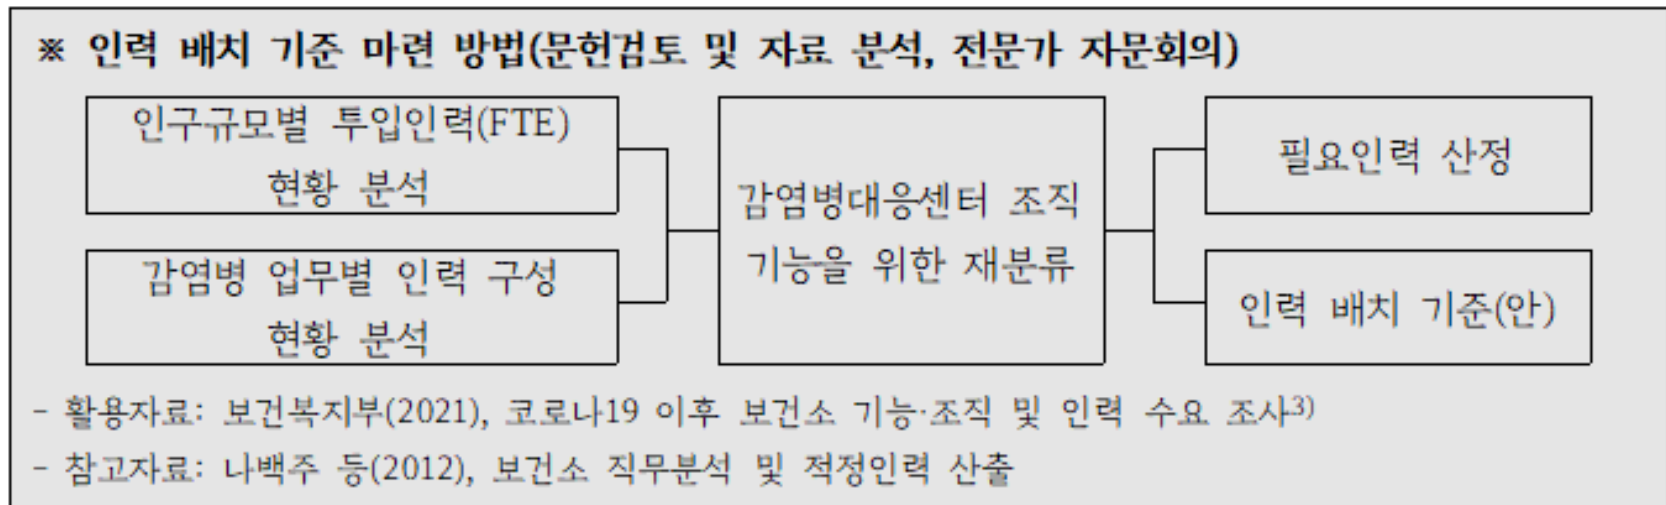 ※ 인력 배치 기준 마련 방법(문헌검토 및 자료 분석, 전문가 자문회의)
인구규모별 투입인력(FTE)
현황 분석
감염병 업무별 인력 구성
현황 분석
감염병대응센터 조직
기능을 위한 재분류
필요인력 산정
인력 배치 기준(안)
- 활용자료: 보건복지부(2021), 코로나19 이후 보건소 기능·조직 및 인력 수요 조사3)
- 참고자료: 나백주 등(2012), 보건소 직무분석 및 적정인력 산출